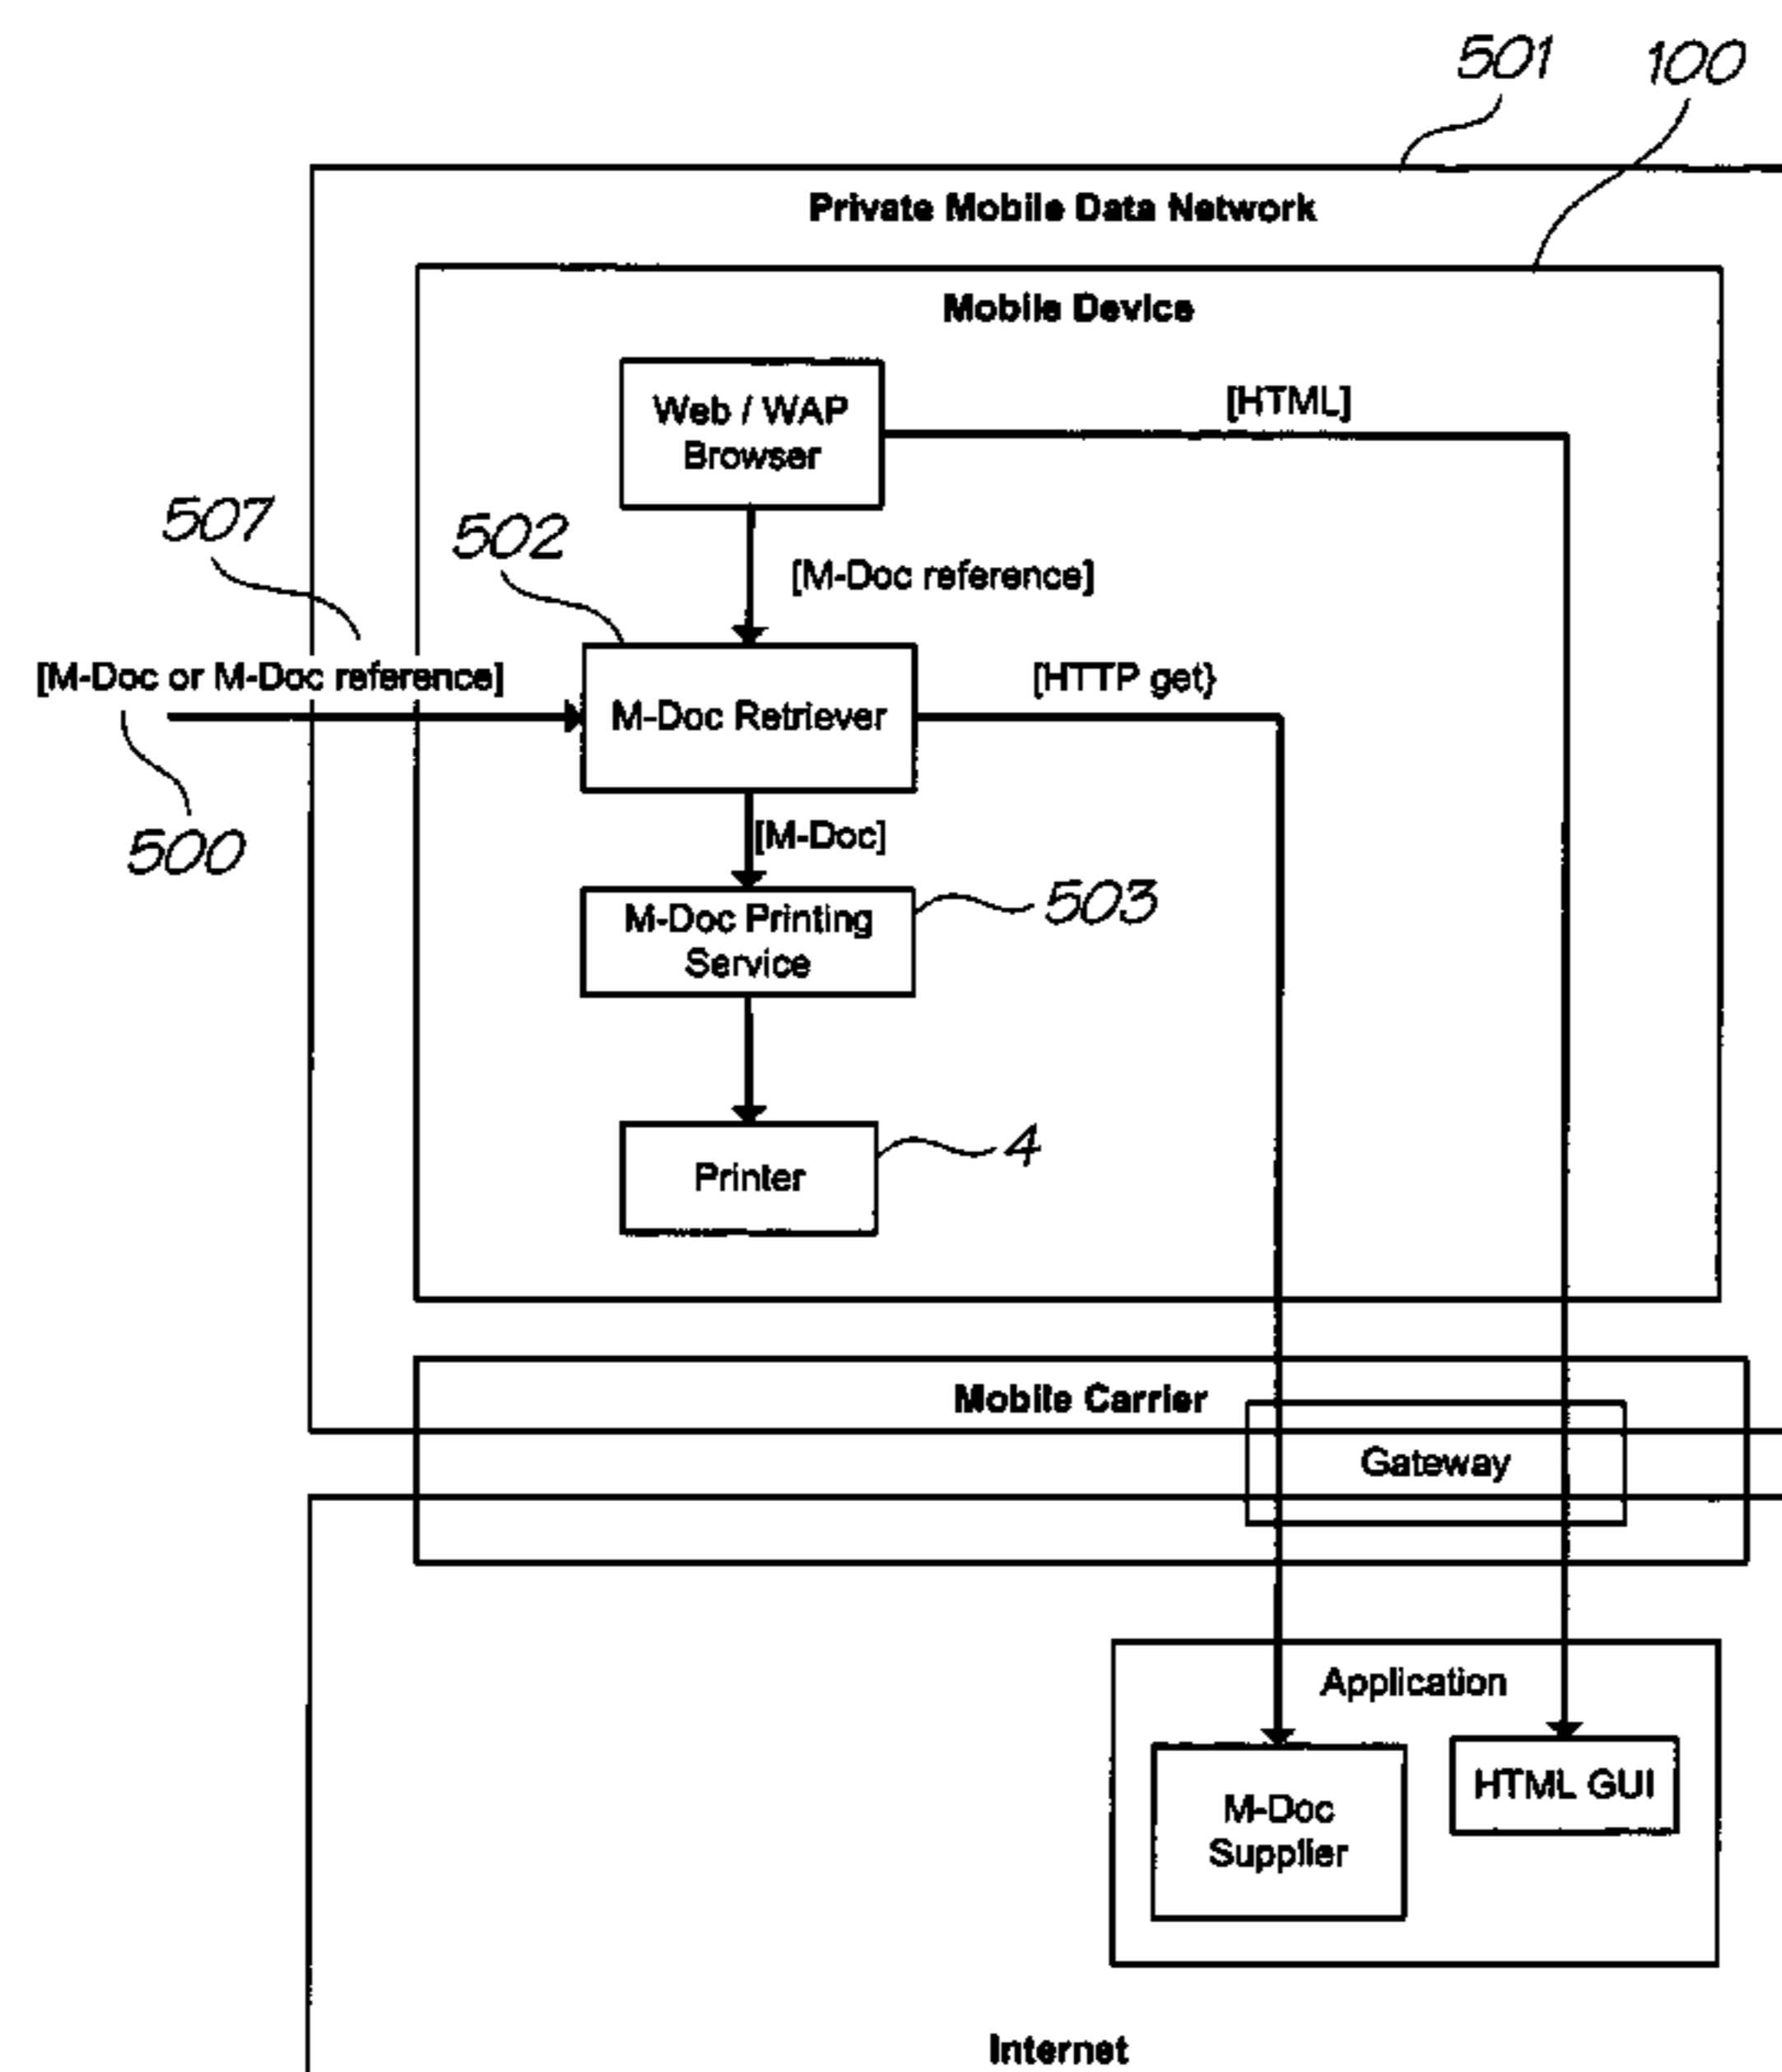 501 100
Private Mobile Data Network
Mobile Device
Web / WAP
Browser
[HTML]
507
502
[M-Doc reference]
[M-Doc or M-Doc reference]
M-Doc Retriever
[HTTP get}
500
[M-Doc]
M-Doc Printing
Service
503
Printer
4
Mobile Carrier
Gateway
Application
M-Doc
Supplier
HTML GUI
Internet